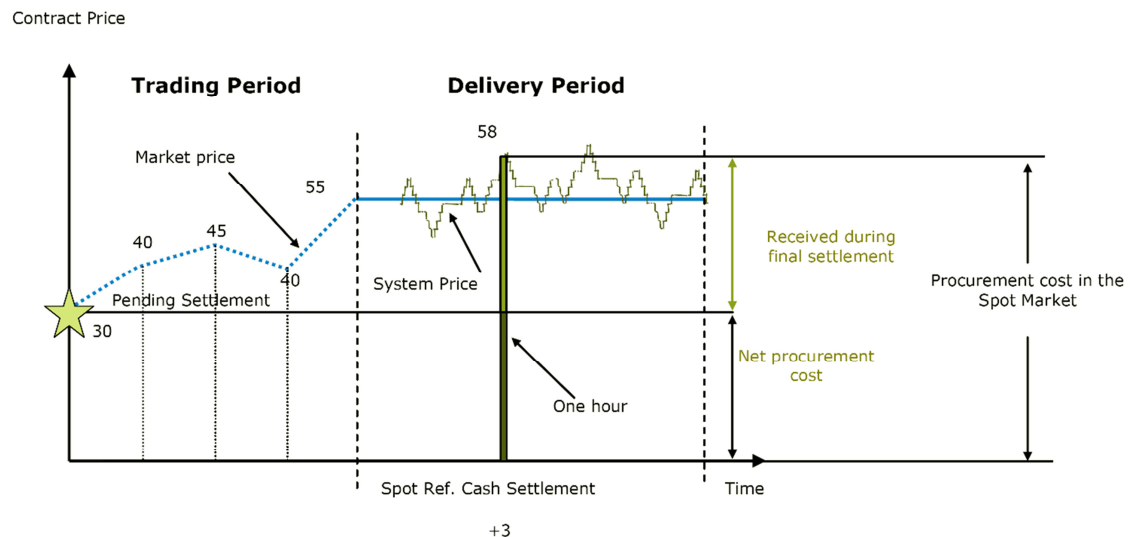 Contract Price
Trading Period
Delivery Period
58
Market price
55
40
45
40
System Price
Pending Settlement
30
Received during
final settlement
Procurement cost in the
Spot Market
Net procurement
cost
One hour
Spot Ref. Cash Settlement
Time
+3